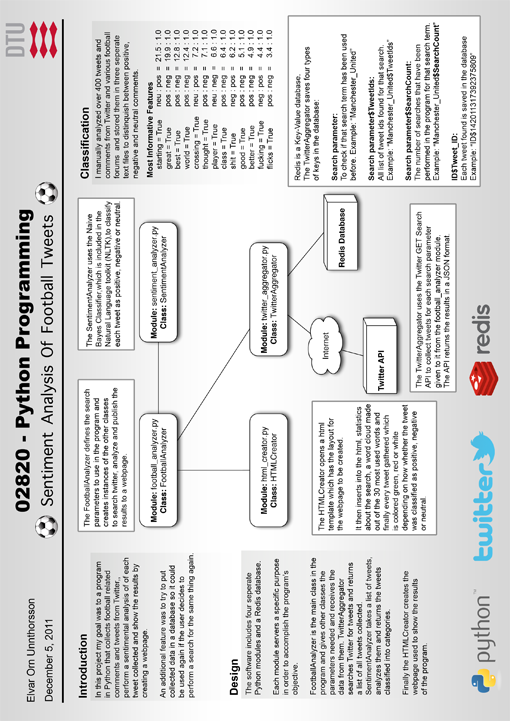 Eivar Orn Unnthorsson
December 5, 2011
02820 - Python Programming
Sentiment Analysis Of Football Tweets
DTU
Introduction
In this project my goal was to a program
in Python that collects football related
comments and tweets from Twitter,
perform a sentimental analysis of of each
tweet collected and show the results by
creating a webpage.
An additional feature was to try to put
collected data in a database so it could
be used again if the user decides to
perform a search for the same thing again.
Design
The software includes four seperate
Python modules and a Redis database.
Each module servers a specific purpose
in order to accomplish the program's
objective.
FootballAnalyzer is the main class in the
program and gives other classes the
parameters needed and receives the
data from them. TwitterAggregator
searches Twitter for tweets and returns
a list of all tweets collected.
SentimentAnalyzer takes a list of tweets,
analyzes them and returns the tweets
classified into categories.
Finally the HTMLCreator creates the
webpage used to show the results
of the program.
The FootballAnalyzer defines the search
parameters to use in the program and
creates instances of the other classes
to search twitter, analyze and publish the
results to a webpage.
The SentimentAnalyzer uses the Naive
Bayes Classifier,which is included in the
Natural Language toolkit (NLTK) to classify
each tweet as positive, negative or neutral.
Module: football_analyzer.py
Class: FootballAnalyzer
Module: sentiment_analyzer.py
Class: SentimentAnalyzer
Module: html_creator.py
Class: HTMLCreator
Module: twitter_aggregator.py
Class: TwitterAggregator
Internet
Twitter API
Redis Database
The HTMLCreator opens a html
template which has the layout for
the webpage to be created.
It then inserts into the html, statistics
about the search, a word cloud made
out of the 30 most used words and
finally every tweet gathered which
is colored green, red or white
depending on how whether the tweet
was classified as positive, negative
or neutral.
The TwitterAggregator uses the Twitter GET Search
API to collect tweets for each search parameter
given to it from the football_analyzer module.
The API returns the results in a JSON format.
Classification
I manually analyzed over 400 tweets and
comments from Twitter and various football
forums and stored them in three seperate
text files to distinquish between positive,
negative and neutral comments.
Most Informative Features
starting = True neu : pos = 21.5 : 1.0
great = True pos : neg = 19.9 : 1.0
best = True pos : neu = 12.8 : 1.0
world = True pos : neu = 12.4 : 1.0
crossing = True neg : pos = 7.2 : 1.0
thought = True neg : pos = 7.1 : 1.0
player = True pos : neu = 6.6 : 1.0
class = True pos : neg = 6.4 : 1.0
shit = True neg : pos = 6.2 : 1.0
good = True pos : neu = 5.1 : 1.0
better = True pos : neu = 4.9 : 1.0
fucking = True neg : pos = 4.4 : 1.0
flicks = True pos : neg = 3.4 : 1.0
Redis is a Key-Value database.
The TwitterAggregator saves four types
of keys in the database:
Search parameter:
To check if that search term has been used
before. Example: "Manchester_United"
Search parameter$TweetIds:
All tweet ids found for that search.
Example: "Manchester_United$TweetIds"
Search parameter$SearchCount:
The number of searches that have been
performed in the program for that search term.
Example: "Manchester_United$SearchCount"
ID$Tweet_ID:
Each tweet found is saved in the database
Example: "ID$142011317392375809"
python
twitter
redis